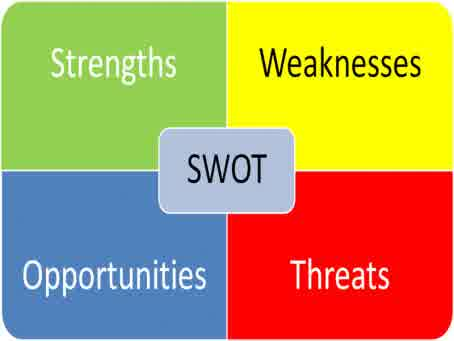 Strengths
Weaknesses
SWOT
Opportunities
Threats